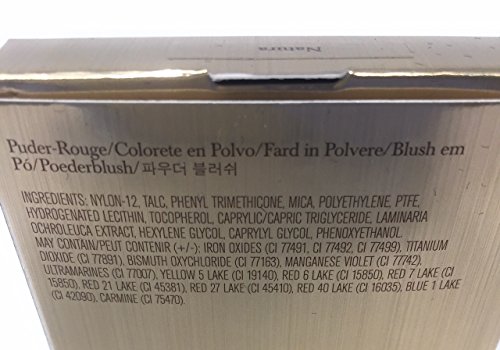 Natura
Puder-Rouge/Colorete en Polvo/Fard in Polvere/Blush em
Pó/Poederblush/파우더 블러쉬
INGREDIENTS: NYLON-12, TALC, PHENYL TRIMETHICONE, MICA, POLYETHYLENE, PTFE,
HYDROGENATED LECITHIN, TOCOPHEROL, CAPRYLIC/CAPRIC TRIGLYCERIDE, LAMINARIA
OCHROLEUCA EXTRACT, HEXYLENE GLYCOL, CAPRYLYL GLYCOL, PHENOXYETHANOL.
MAY CONTAIN/PEUT CONTENIR (+/-): IRON OXIDES (CI 77491, CI 77492, CI 77499), TITANIUM
DIOXIDE (CI 77891), BISMUTH OXYCHLORIDE (CI 77163), MANGANESE VIOLET (CI 77742),
ULTRAMARINES (CI 77007), YELLOW 5 LAKE (CI 19140), RED 6 LAKE (CI 15850), RED 7 LAKE (CI
15850), RED 21 LAKE (CI 45381), RED 27 LAKE (CI 45410), RED 40 LAKE (CI 16035), BLUE 1 LAKE
(CI 42090), CARMINE (CI 75470).